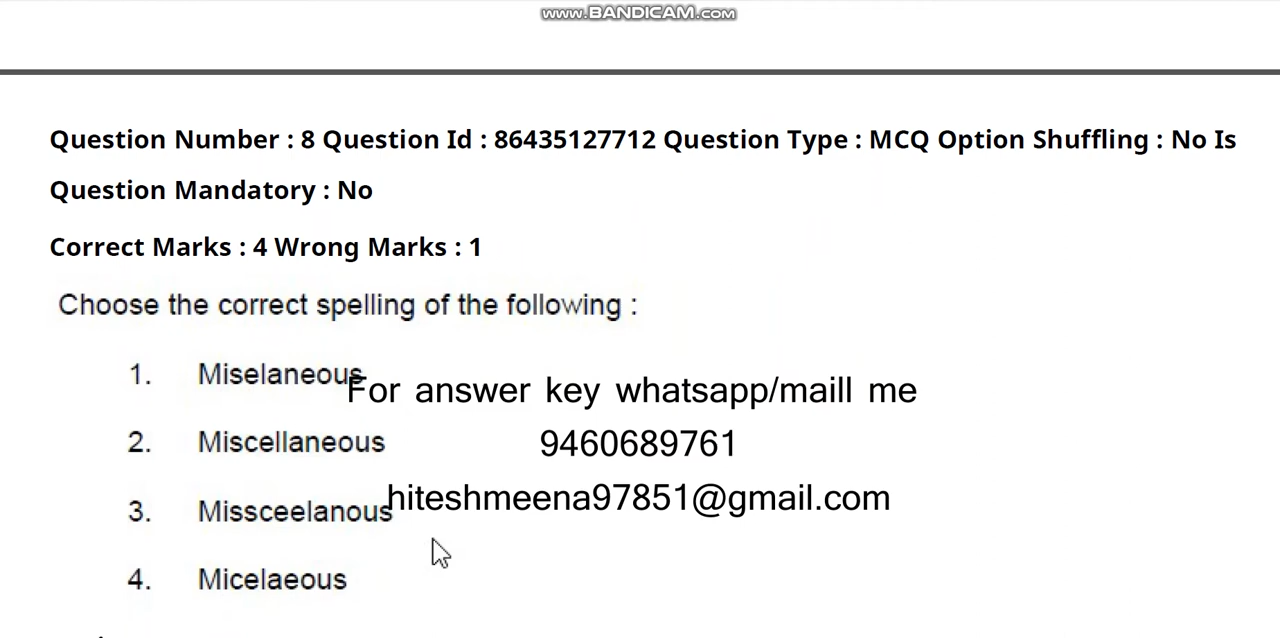 www.BANDICAM.com
Question Number : 8 Question Id : 86435127712 Question Type : MCQ Option Shuffling : No Is
Question Mandatory : No
Correct Marks : 4 Wrong Marks : 1
Choose the correct spelling of the following :
1. Miselaneous
For answer key whatsapp/maill me
2. Miscellaneous
9460689761
3. Missceelanous
hiteshmeena97851@gmail.com
4. Micelaeous